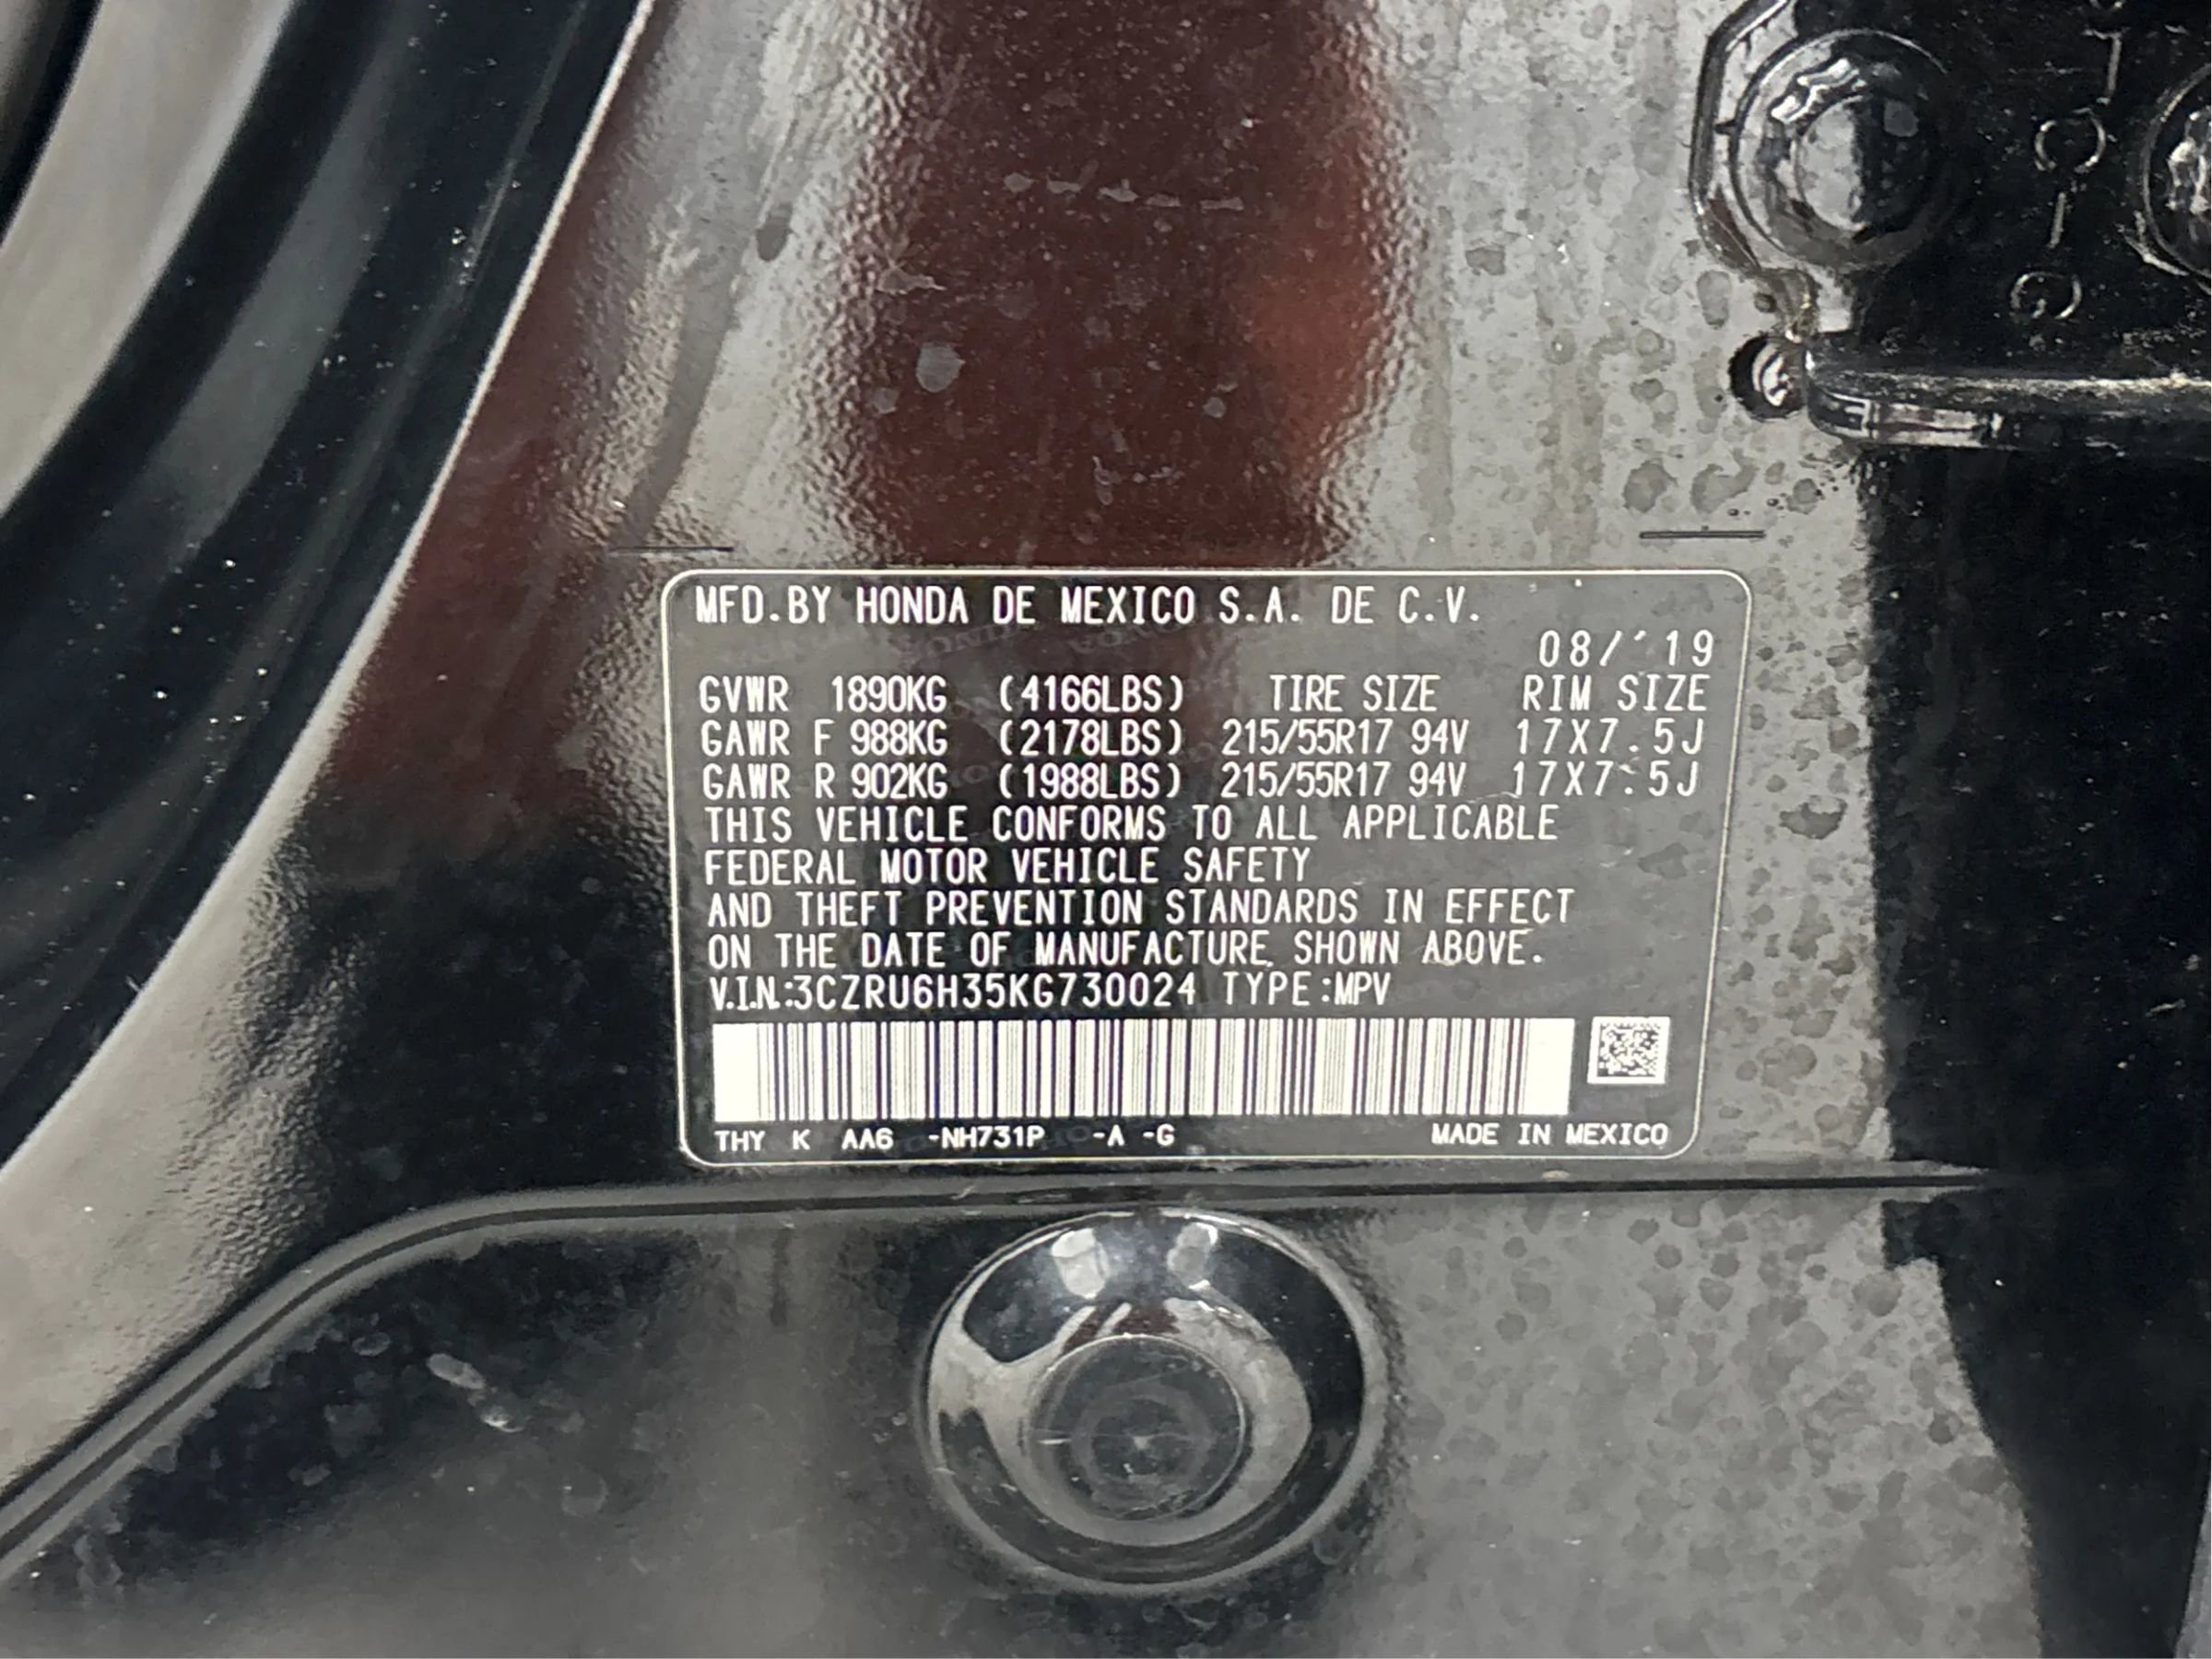 MFD.BY HONDA DE MEXICO S.A. DE C.V.
08/'19
GVWR 1890KG (4166LBS) TIRE SIZE RIM SIZE
GAWR F 988KG (2178LBS) 215/55R17 94V 17X7.5J
GAWR R 902KG (1988LBS) 215/55R17 94V 17X7.5J
THIS VEHICLE CONFORMS TO ALL APPLICABLE
FEDERAL MOTOR VEHICLE SAFETY
AND THEFT PREVENTION STANDARDS IN EFFECT
ON THE DATE OF MANUFACTURE SHOWN ABOVE.
V.I.N.:3CZRU6H35KG730024 TYPE:MPV
THY K AA6 -NH731P -A -G MADE IN MEXICO